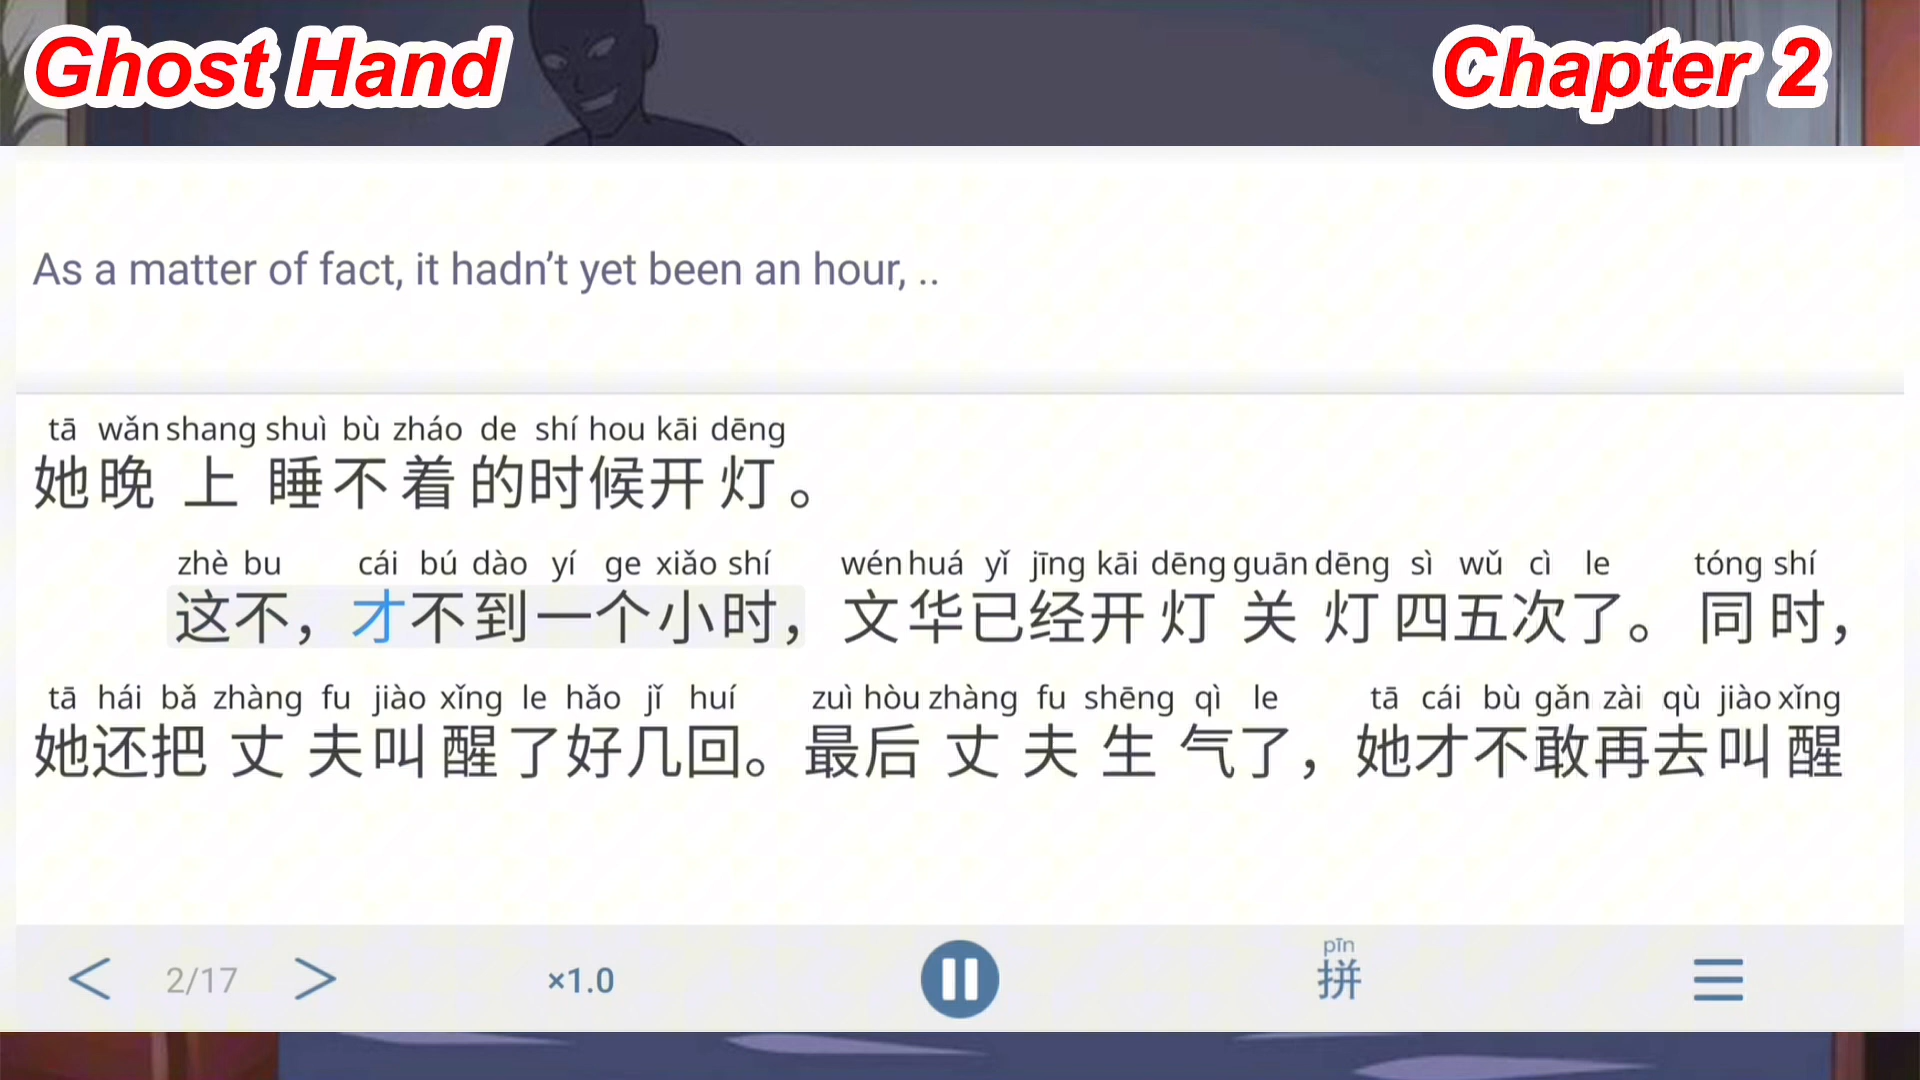 Ghost Hand
Chapter 2
As a matter of fact, it hadn’t yet been an hour, ..
tā wǎn shang shuì bù zháo de shí hou kāi dēng
她晚上睡不着的时候开灯。
zhè bu cái bú dào yí ge xiǎo shí wén huá yǐ jīng kāi dēng guān dēng sì wǔ cì le tóng shí
这不，才不到一个小时，文华已经开灯关灯四五次了。同时，
tā hái bǎ zhàng fu jiào xǐng le hǎo jǐ huí zuì hòu zhàng fu shēng qì le tā cái bù gǎn zài qù jiào xǐng
她还把丈夫叫醒了好几回。最后丈夫生气了，她才不敢再去叫醒
2/17
×1.0
pīn
拼